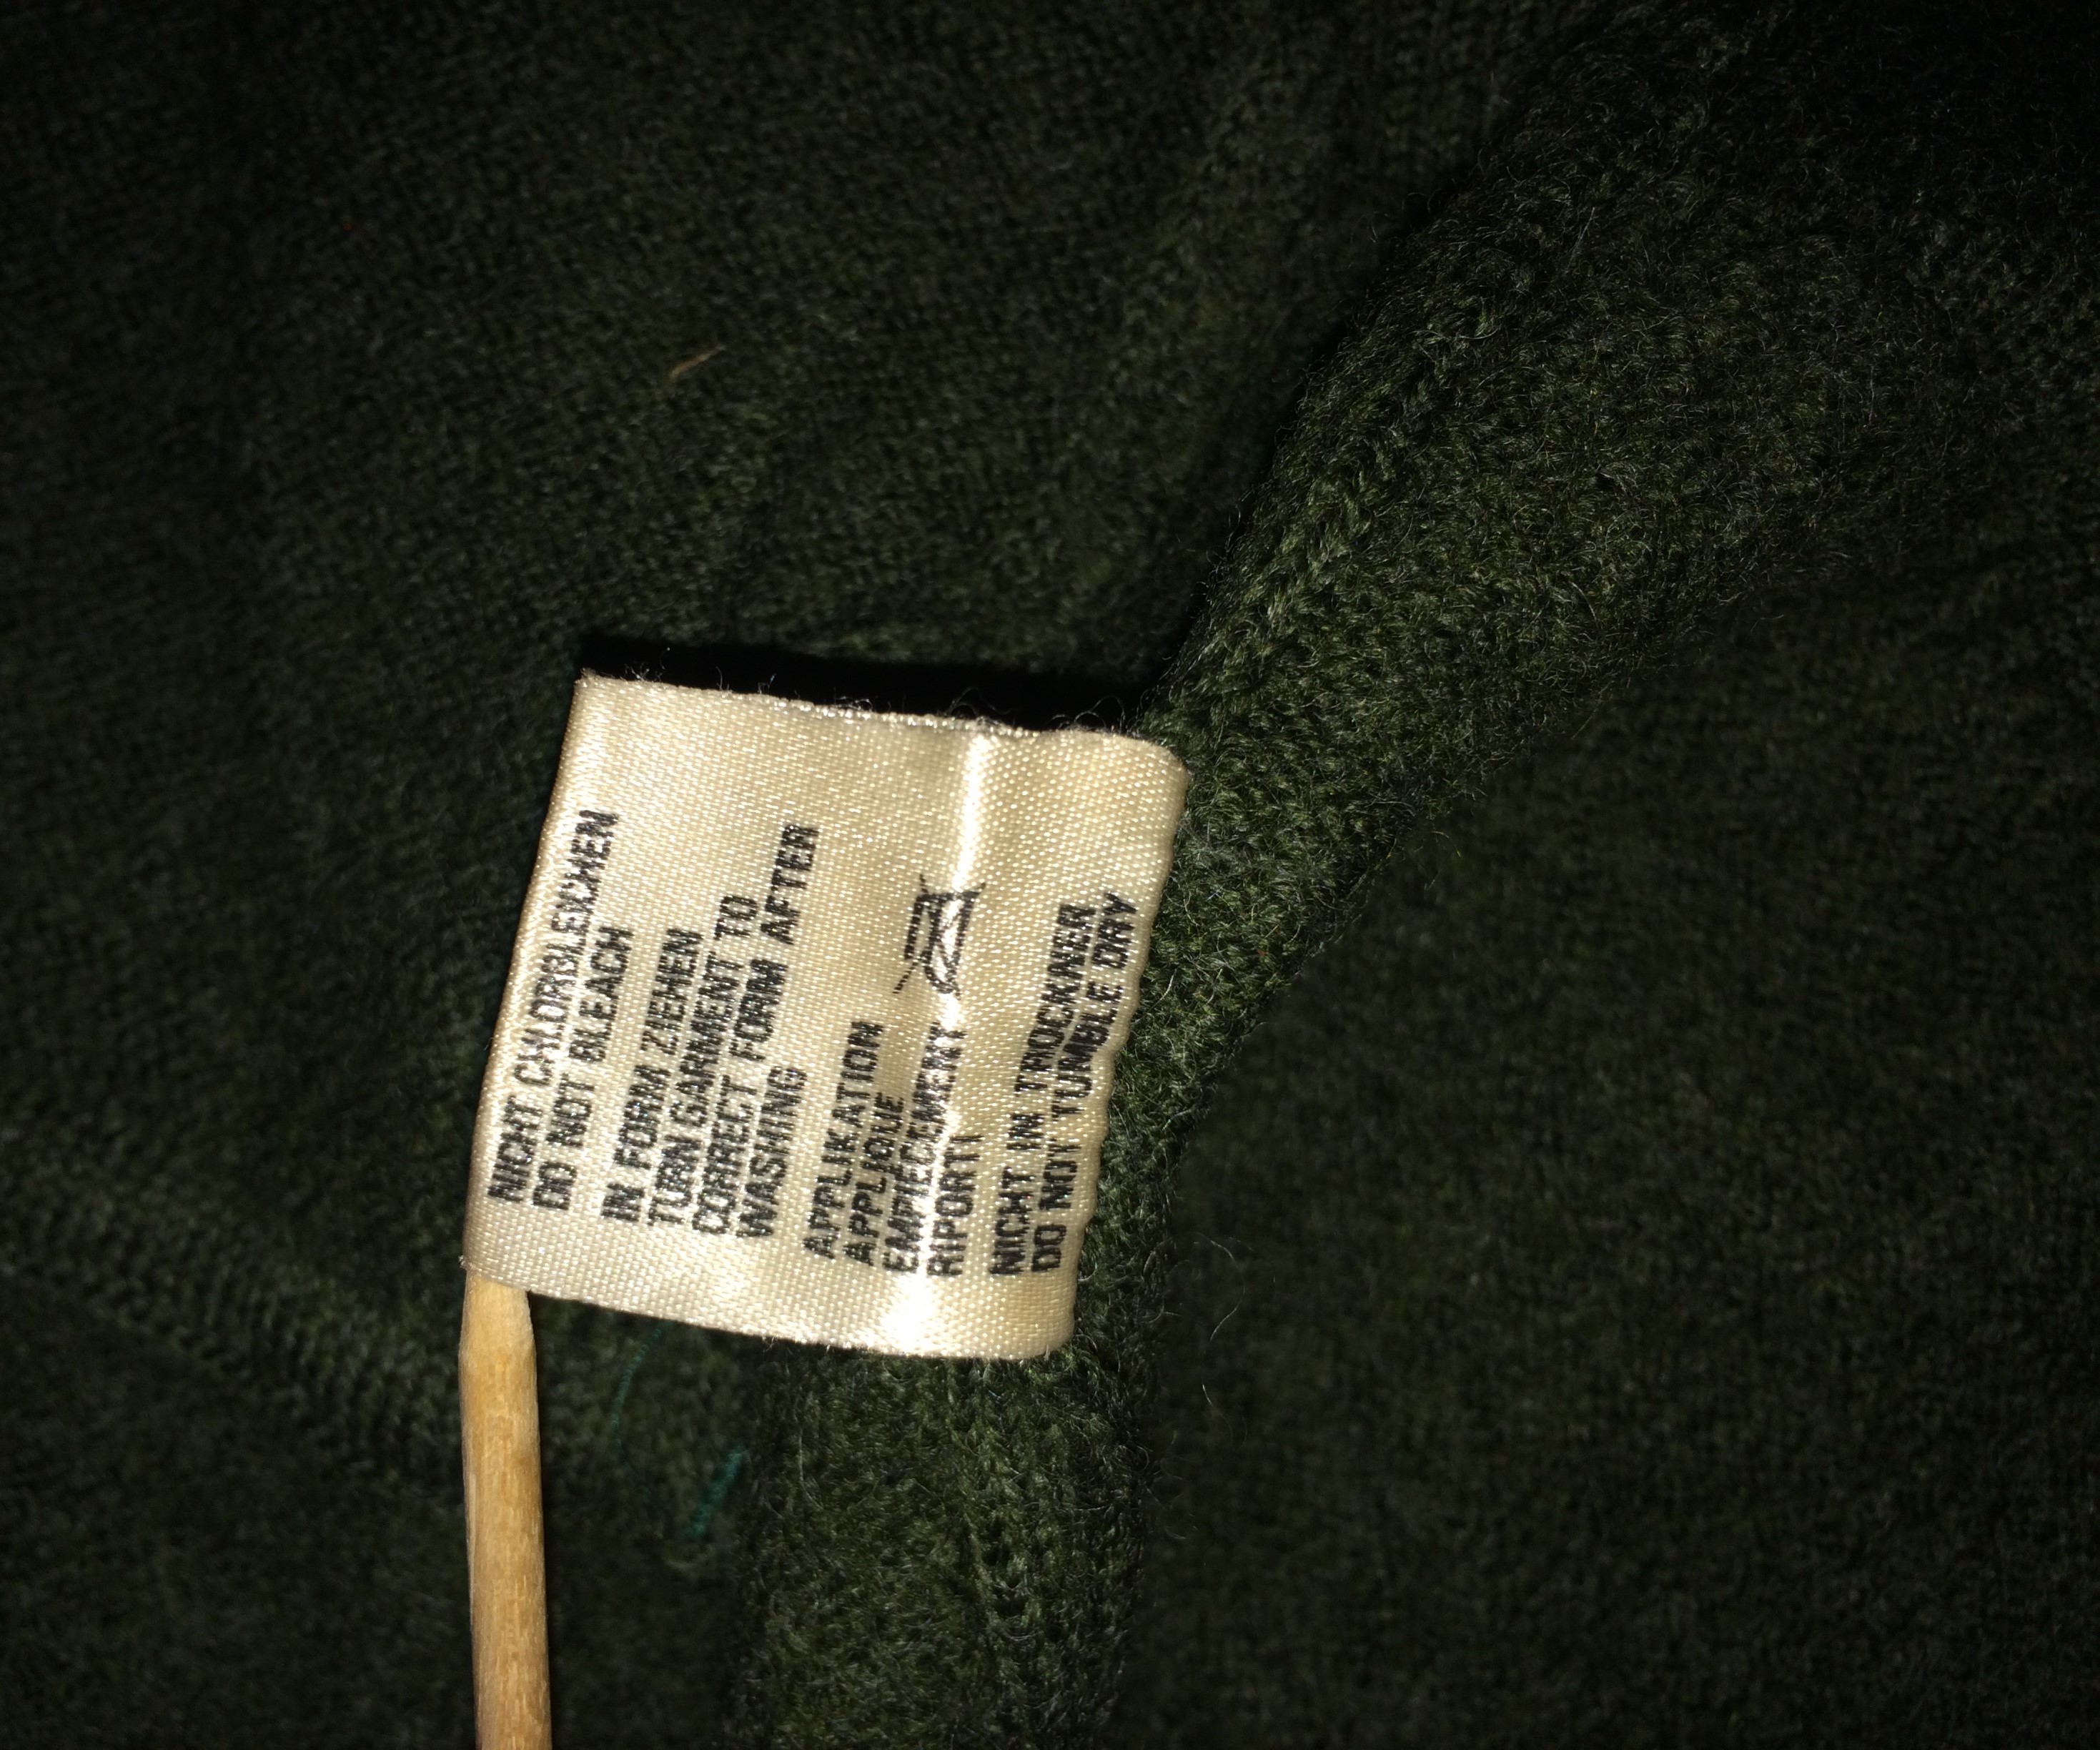 NICHT CHLORBLEICHEN
DO NOT BLEACH
IN FORM ZIEHEN
TURN GARMENT TO
CORRECT FORM AFTER
WASHING
APPLIKATION
APPLIQUE
EMPIECEMENT
RIPORTI
NICHT IN TROCKNER
DO NOT TUMBLE DRY